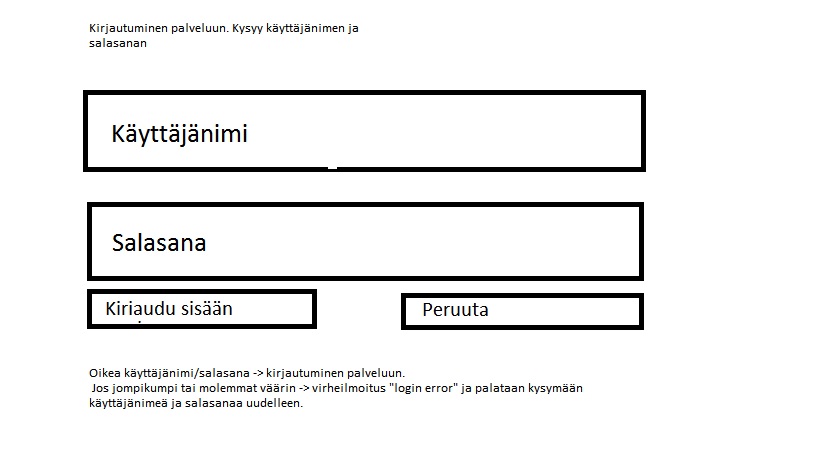 Kirjautuminen palveluun. Kysyy käyttäjänimen ja
salasanan
Käyttäjänimi
Salasana
Kirjaudu sisään
Peruuta
Oikea käyttäjänimi/salasana -> kirjautuminen palveluun.
Jos jompikumpi tai molemmat väärin -> virheilmoitus "login error" ja palataan kysymään
käyttäjänimeä ja salasanaa uudelleen.